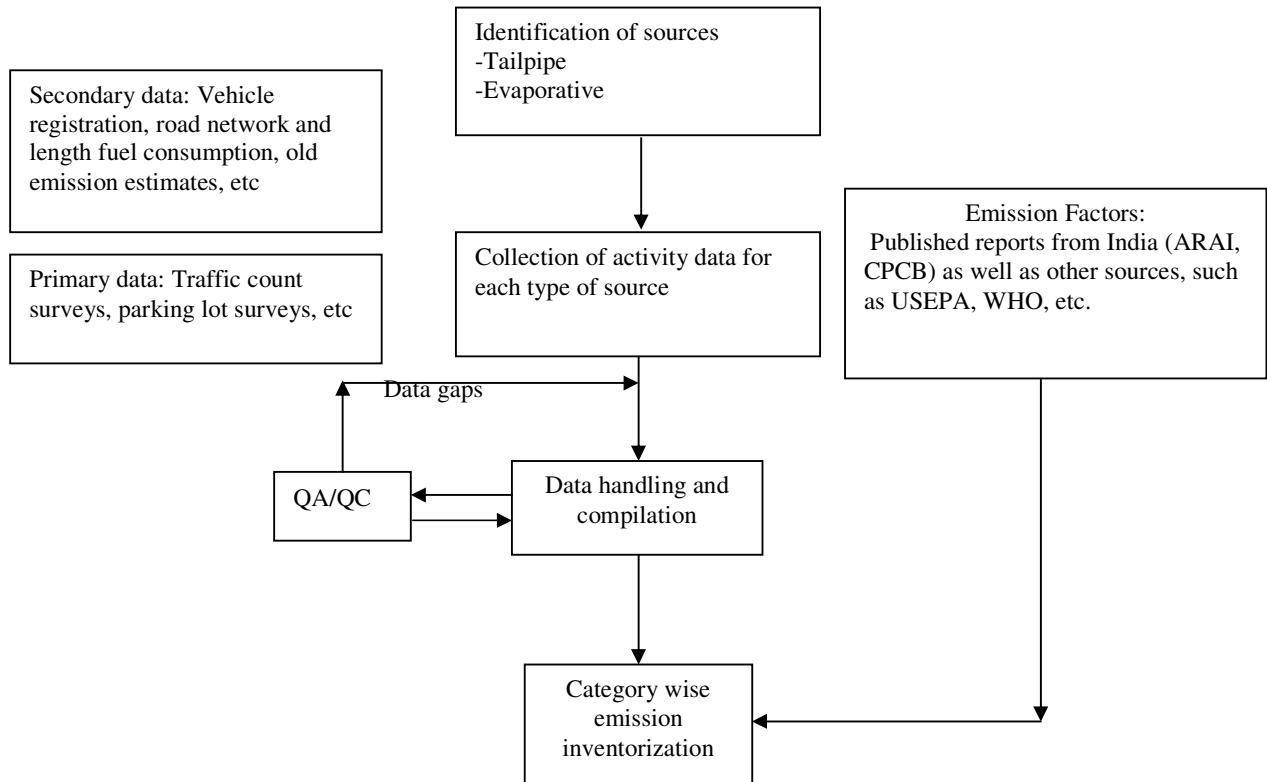 Identification of sources
-Tailpipe
-Evaporative
Secondary data: Vehicle
registration, road network and
length fuel consumption, old
emission estimates, etc
Primary data: Traffic count
surveys, parking lot surveys, etc
Collection of activity data for
each type of source
Emission Factors:
Published reports from India (ARAI,
CPCB) as well as other sources, such
as USEPA, WHO, etc.
Data gaps
QA/QC
Data handling and
compilation
Category wise
emission
inventorization